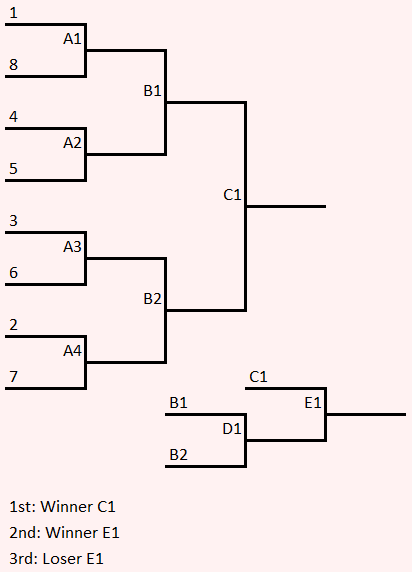 1
A1
8
B1
4
A2
5
C1
3
A3
6
B2
2
A4
7
C1
B1
E1
D1
B2
1st: Winner C1
2nd: Winner E1
3rd: Loser E1